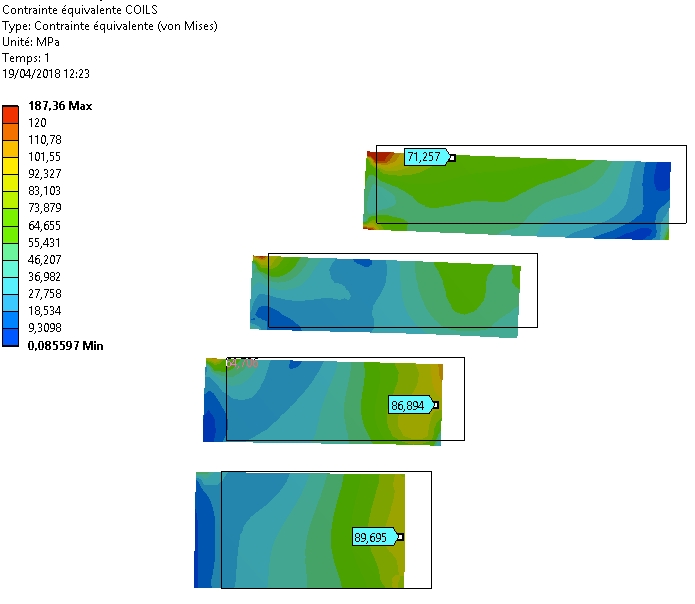 Contrainte équivalente COILS
Type: Contrainte équivalente (von Mises)
Unité: MPa
Temps: 1
19/04/2018 12:23
187,36 Max
120
110,78
101,55
92,327
83,103
73,879
64,655
55,431
46,207
36,982
27,758
18,534
9,3098
0,085597 Min
71,257
86,894
89,695